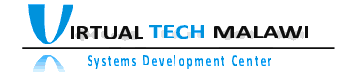 VIRTUAL TECH MALAWI
Systems Development Center